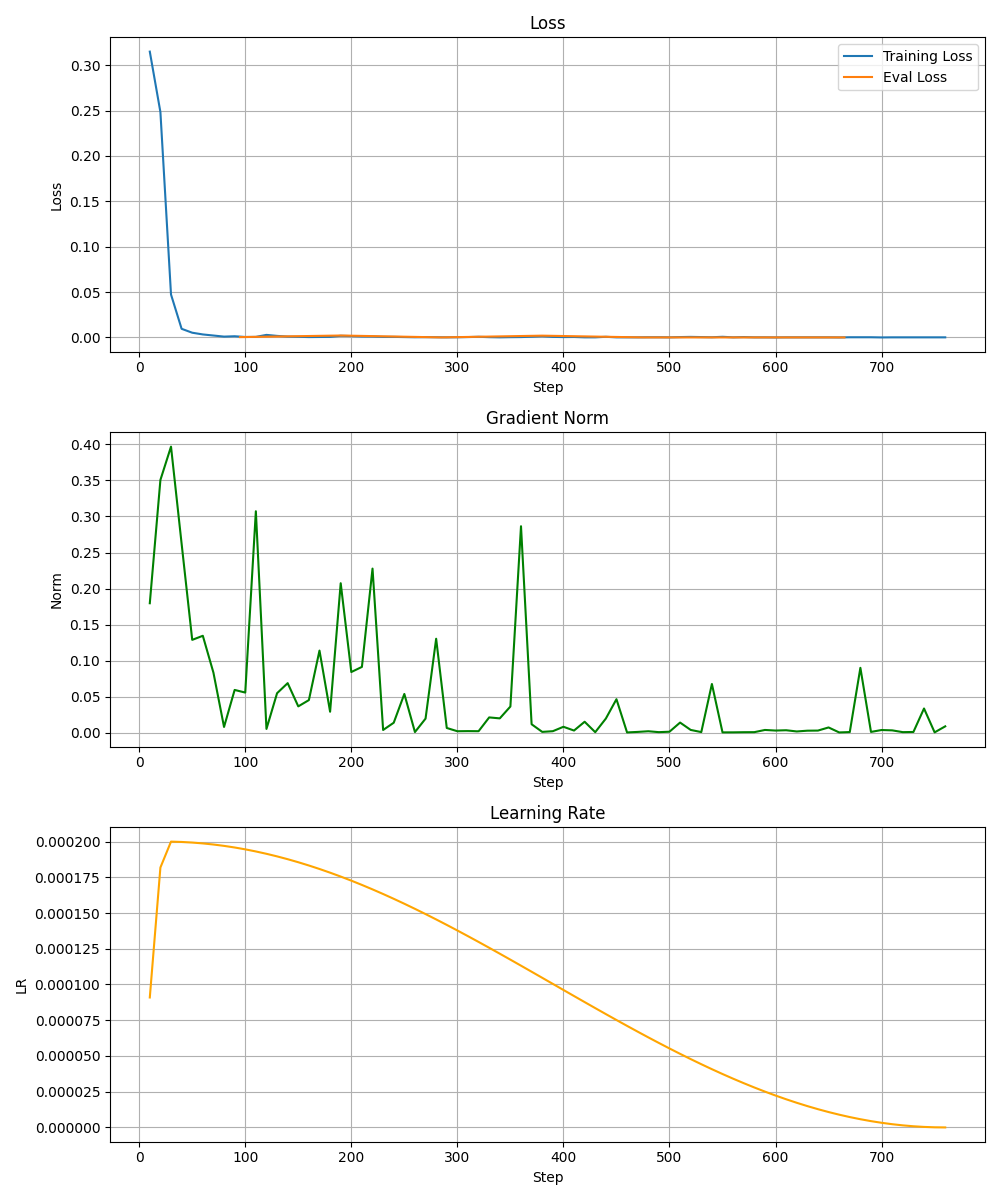 Loss
Training Loss
Eval Loss
0.30
0.25
0.20
0.15
0.10
0.05
0.00
Loss
0 100 200 300 400 500 600 700
Step
Gradient Norm
0.40
0.35
0.30
0.25
0.20
0.15
0.10
0.05
0.00
Norm
0 100 200 300 400 500 600 700
Step
Learning Rate
0.000200
0.000175
0.000150
0.000125
0.000100
0.000075
0.000050
0.000025
0.000000
LR
0 100 200 300 400 500 600 700
Step